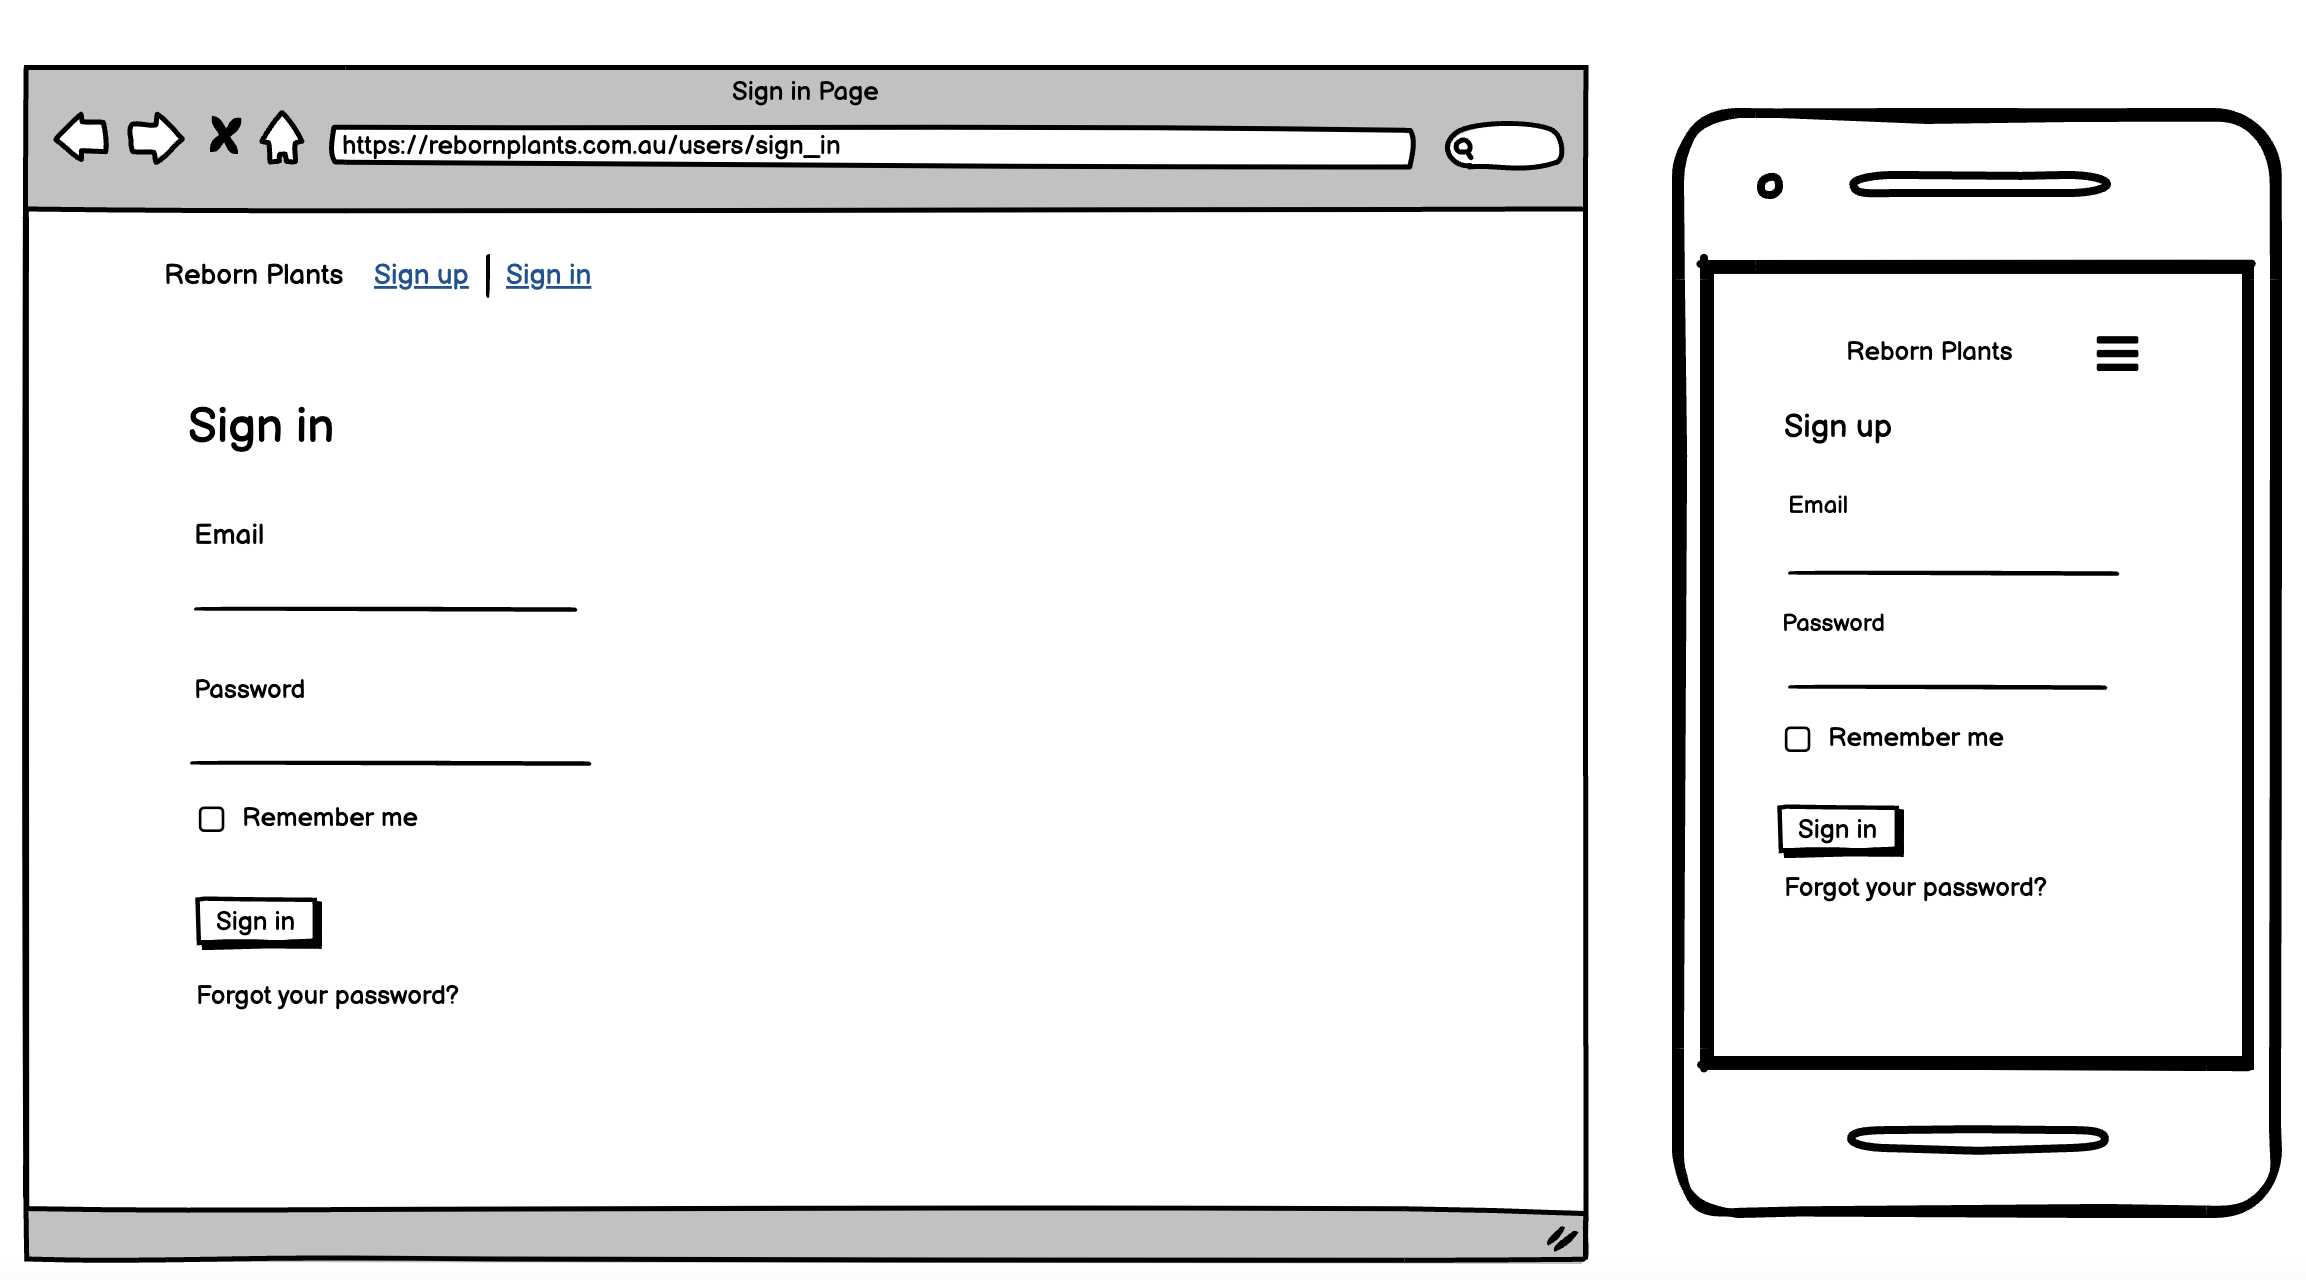 Sign in Page
https://rebornplants.com.au/users/sign_in
Reborn Plants Sign up Sign in
Sign in
Email
Password
Remember me
Sign in
Forgot your password?
Reborn Plants
Sign up
Email
Password
Remember me
Sign in
Forgot your password?